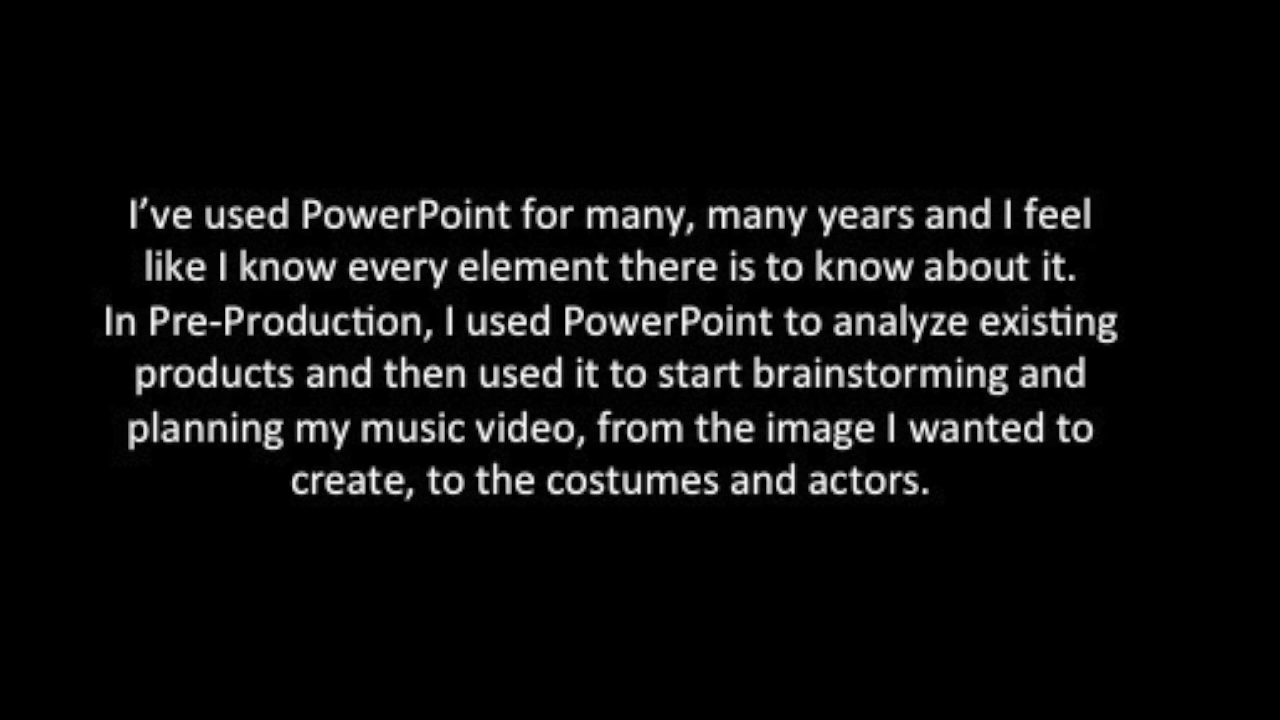 I’ve used PowerPoint for many, many years and I feel
like I know every element there is to know about it.
In Pre-Production, I used PowerPoint to analyze existing
products and then used it to start brainstorming and
planning my music video, from the image I wanted to
create, to the costumes and actors.